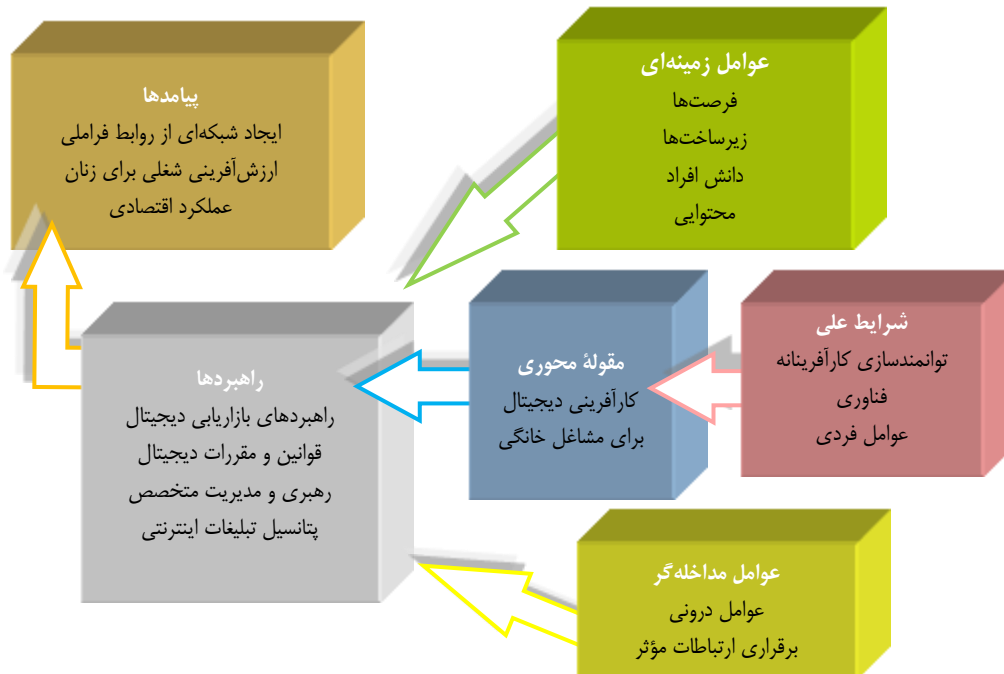 عوامل زمینه‌ای
فرصت‌ها
زیرساخت‌ها
دانش افراد
محتوایی
پیامدها
ایجاد شبکه‌ای از روابط فراملی
ارزش‌آفرینی شغلی برای زنان
عملکرد اقتصادی
شرایط علی
توانمندسازی کارآفرینانه
فناوری
عوامل فردی
مقولۀ محوری
کارآفرینی دیجیتال
برای مشاغل خانگی
راهبردها
راهبردهای بازاریابی دیجیتال
قوانین و مقررات دیجیتال
رهبری و مدیریت متخصص
پتانسیل تبلیغات اینترنتی
عوامل مداخله‌گر
عوامل درونی
برقراری ارتباطات مؤثر